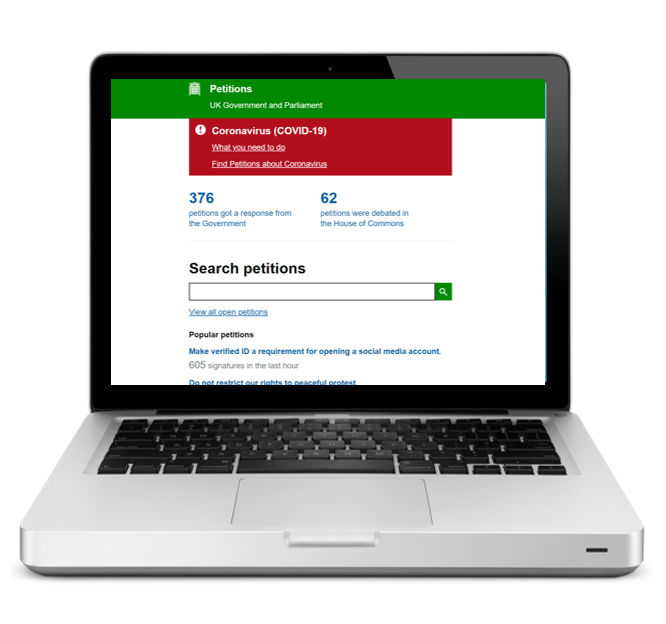 Petitions
UK Government and Parliament
Coronavirus (COVID-19)
What you need to do
Find Petitions about Coronavirus
376
petitions got a response from
the Government
62
petitions were debated in
the House of Commons
Search petitions
View all open petitions
Popular petitions
Make verified ID a requirement for opening a social media account.
605 signatures in the last hour
Do not restrict our rights to peaceful protest.